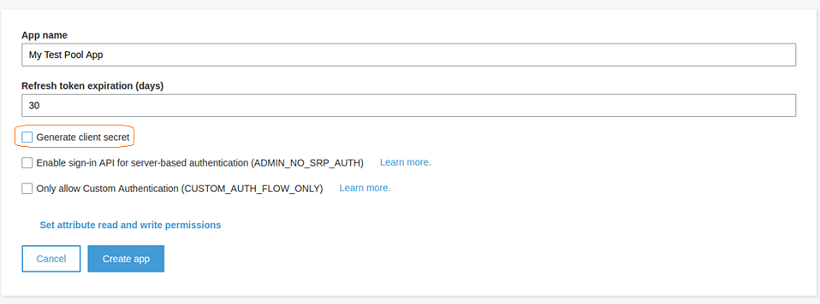 App name
My Test Pool App
Refresh token expiration (days)
30
Generate client secret
Enable sign-in API for server-based authentication (ADMIN_NO_SRP_AUTH) Learn more.
Only allow Custom Authentication (CUSTOM_AUTH_FLOW_ONLY) Learn more.
Set attribute read and write permissions
Cancel Create app